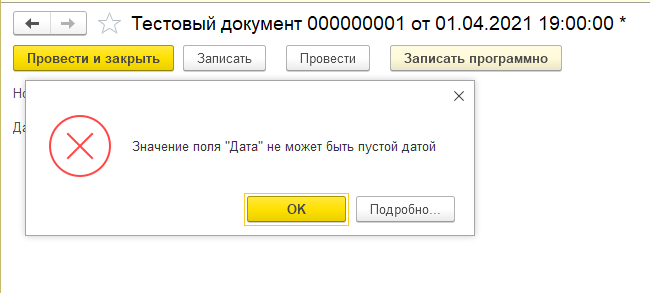 Тестовый документ 000000001 от 01.04.2021 19:00:00 *
Провести и закрыть Записать Провести Записать программно
Но
Да
Значение поля "Дата" не может быть пустой датой
OK Подробно...